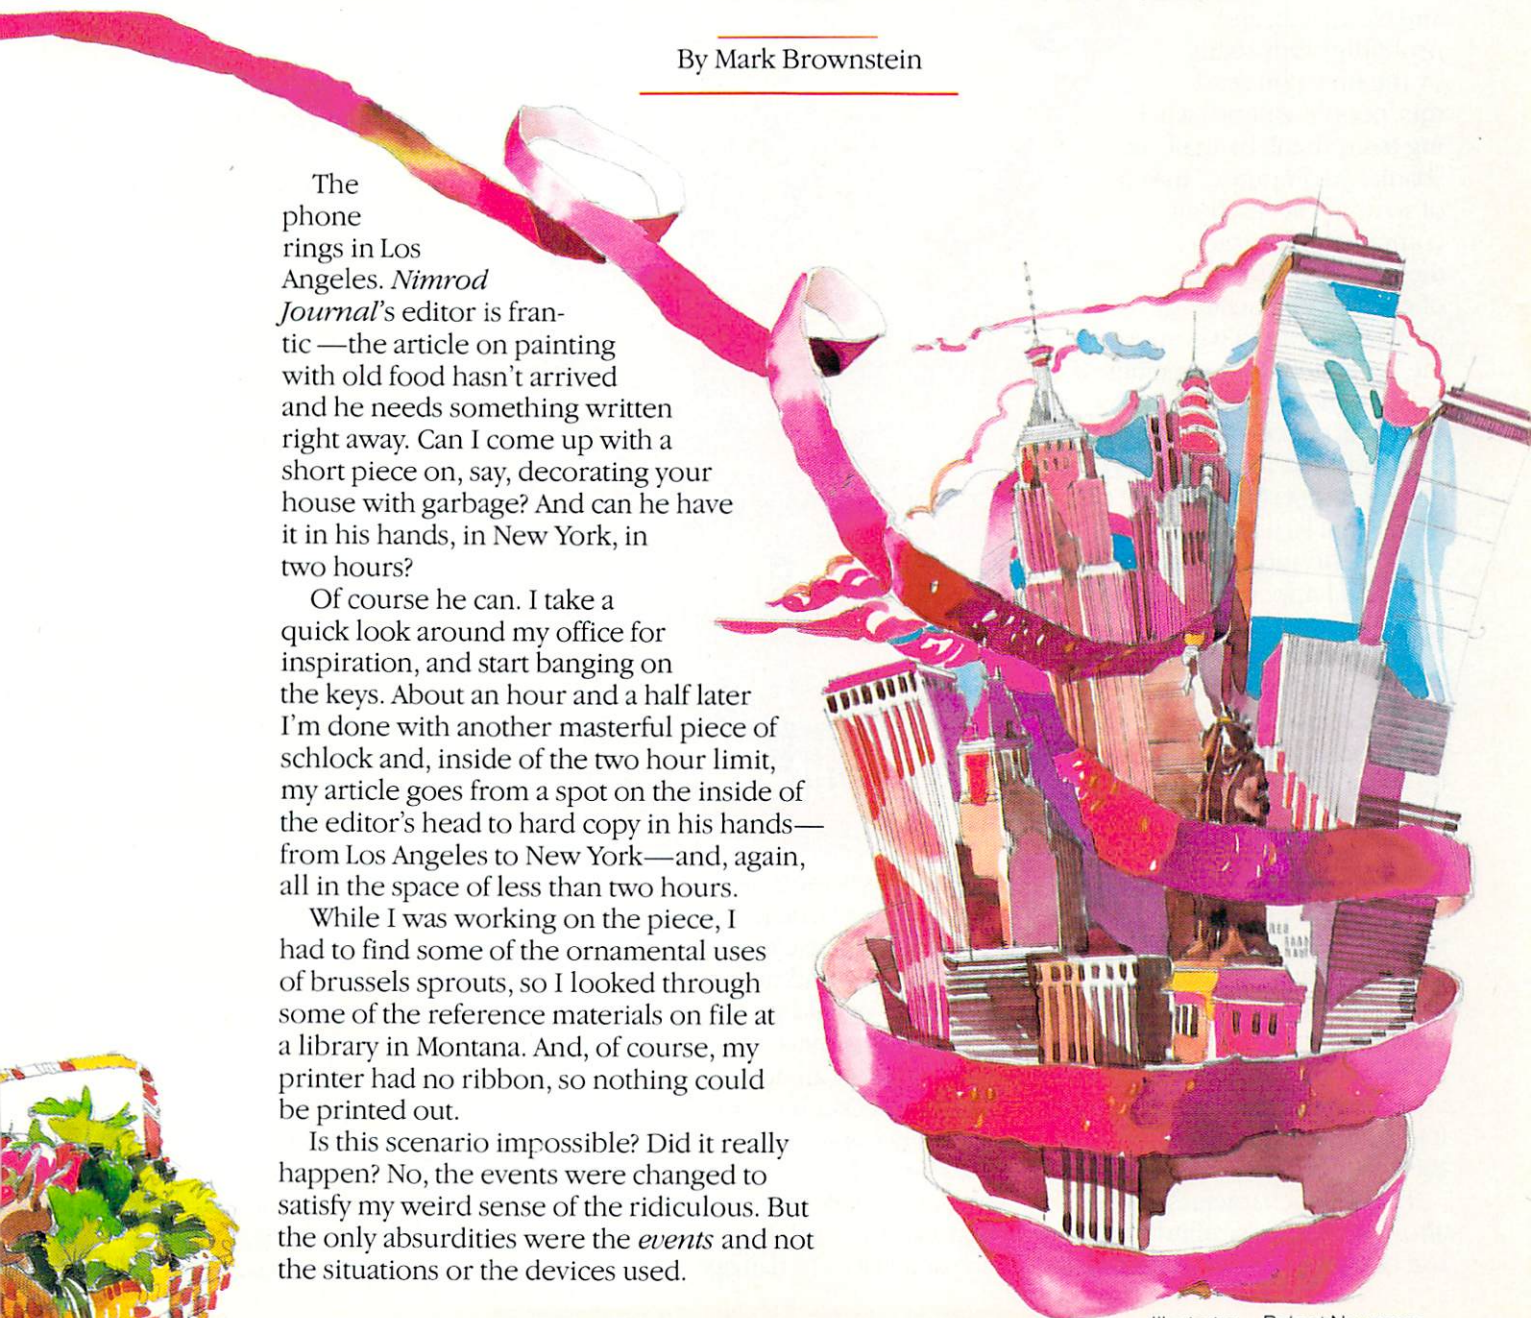 By Mark Brownstein
The
phone
rings in Los
Angeles. Nimrod
Journal's editor is fran-
tic —the article on painting
with old food hasn't arrived
and he needs something written
right away. Can I come up with a
short piece on, say, decorating your
house with garbage? And can he have
it in his hands, in New York, in
two hours?
Of course he can. I take a
quick look around my office for
inspiration, and start banging on
the keys. About an hour and a half later
I'm done with another masterful piece of
schlock and, inside of the two hour limit,
my article goes from a spot on the inside of
the editor's head to hard copy in his hands—
from Los Angeles to New York—and, again,
all in the space of less than two hours.
While I was working on the piece, I
had to find some of the ornamental uses
of brussels sprouts, so I looked through
some of the reference materials on file at
a library in Montana. And, of course, my
printer had no ribbon, so nothing could
be printed out.
Is this scenario impossible? Did it really
happen? No, the events were changed to
satisfy my weird sense of the ridiculous. But
the only absurdities were the events and not
the situations or the devices used.